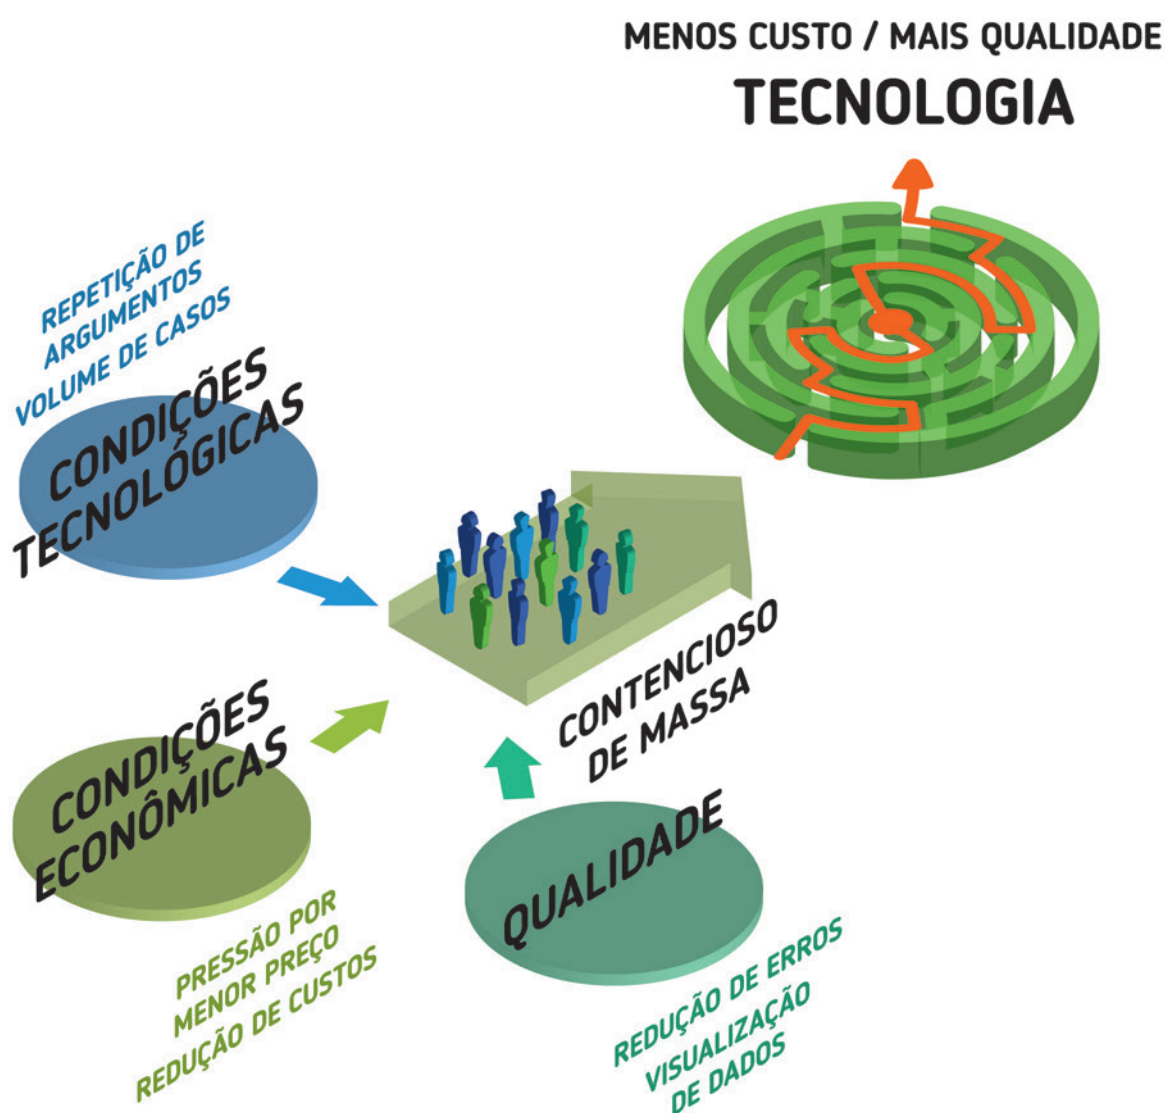 MENOS CUSTO / MAIS QUALIDADE
TECNOLOGIA
REPETIÇÃO DE
ARGUMENTOS
VOLUME DE CASOS
CONDIÇÕES
TECNOLÓGICAS
CONTENCIOSO
DE MASSA
CONDIÇÕES
ECONÔMICAS
PRESSÃO POR
MENOR PREÇO
REDUÇÃO DE CUSTOS
QUALIDADE
REDUÇÃO DE ERROS
VISUALIZAÇÃO
DE DADOS